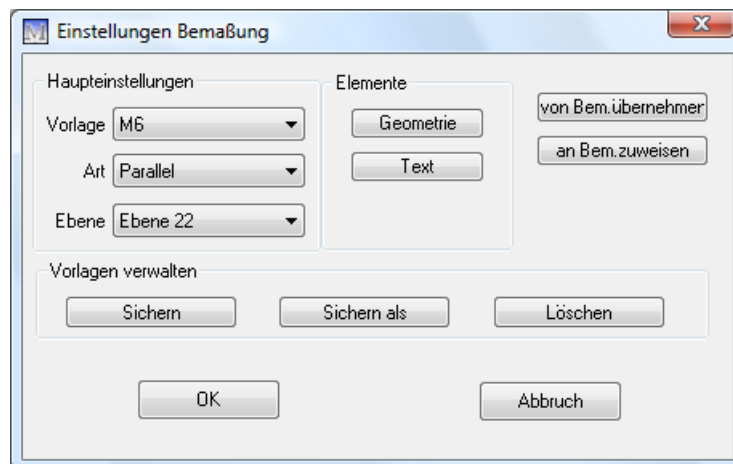 Einstellungen Bemaßung
Haupteinstellungen
Vorlage M6
Art Parallel
Ebene Ebene 22
Elemente
Geometrie
Text
von Bem.übernehmer
an Bem.zuweisen
Vorlagen verwalten
Sichern
Sichern als
Löschen
OK
Abbruch